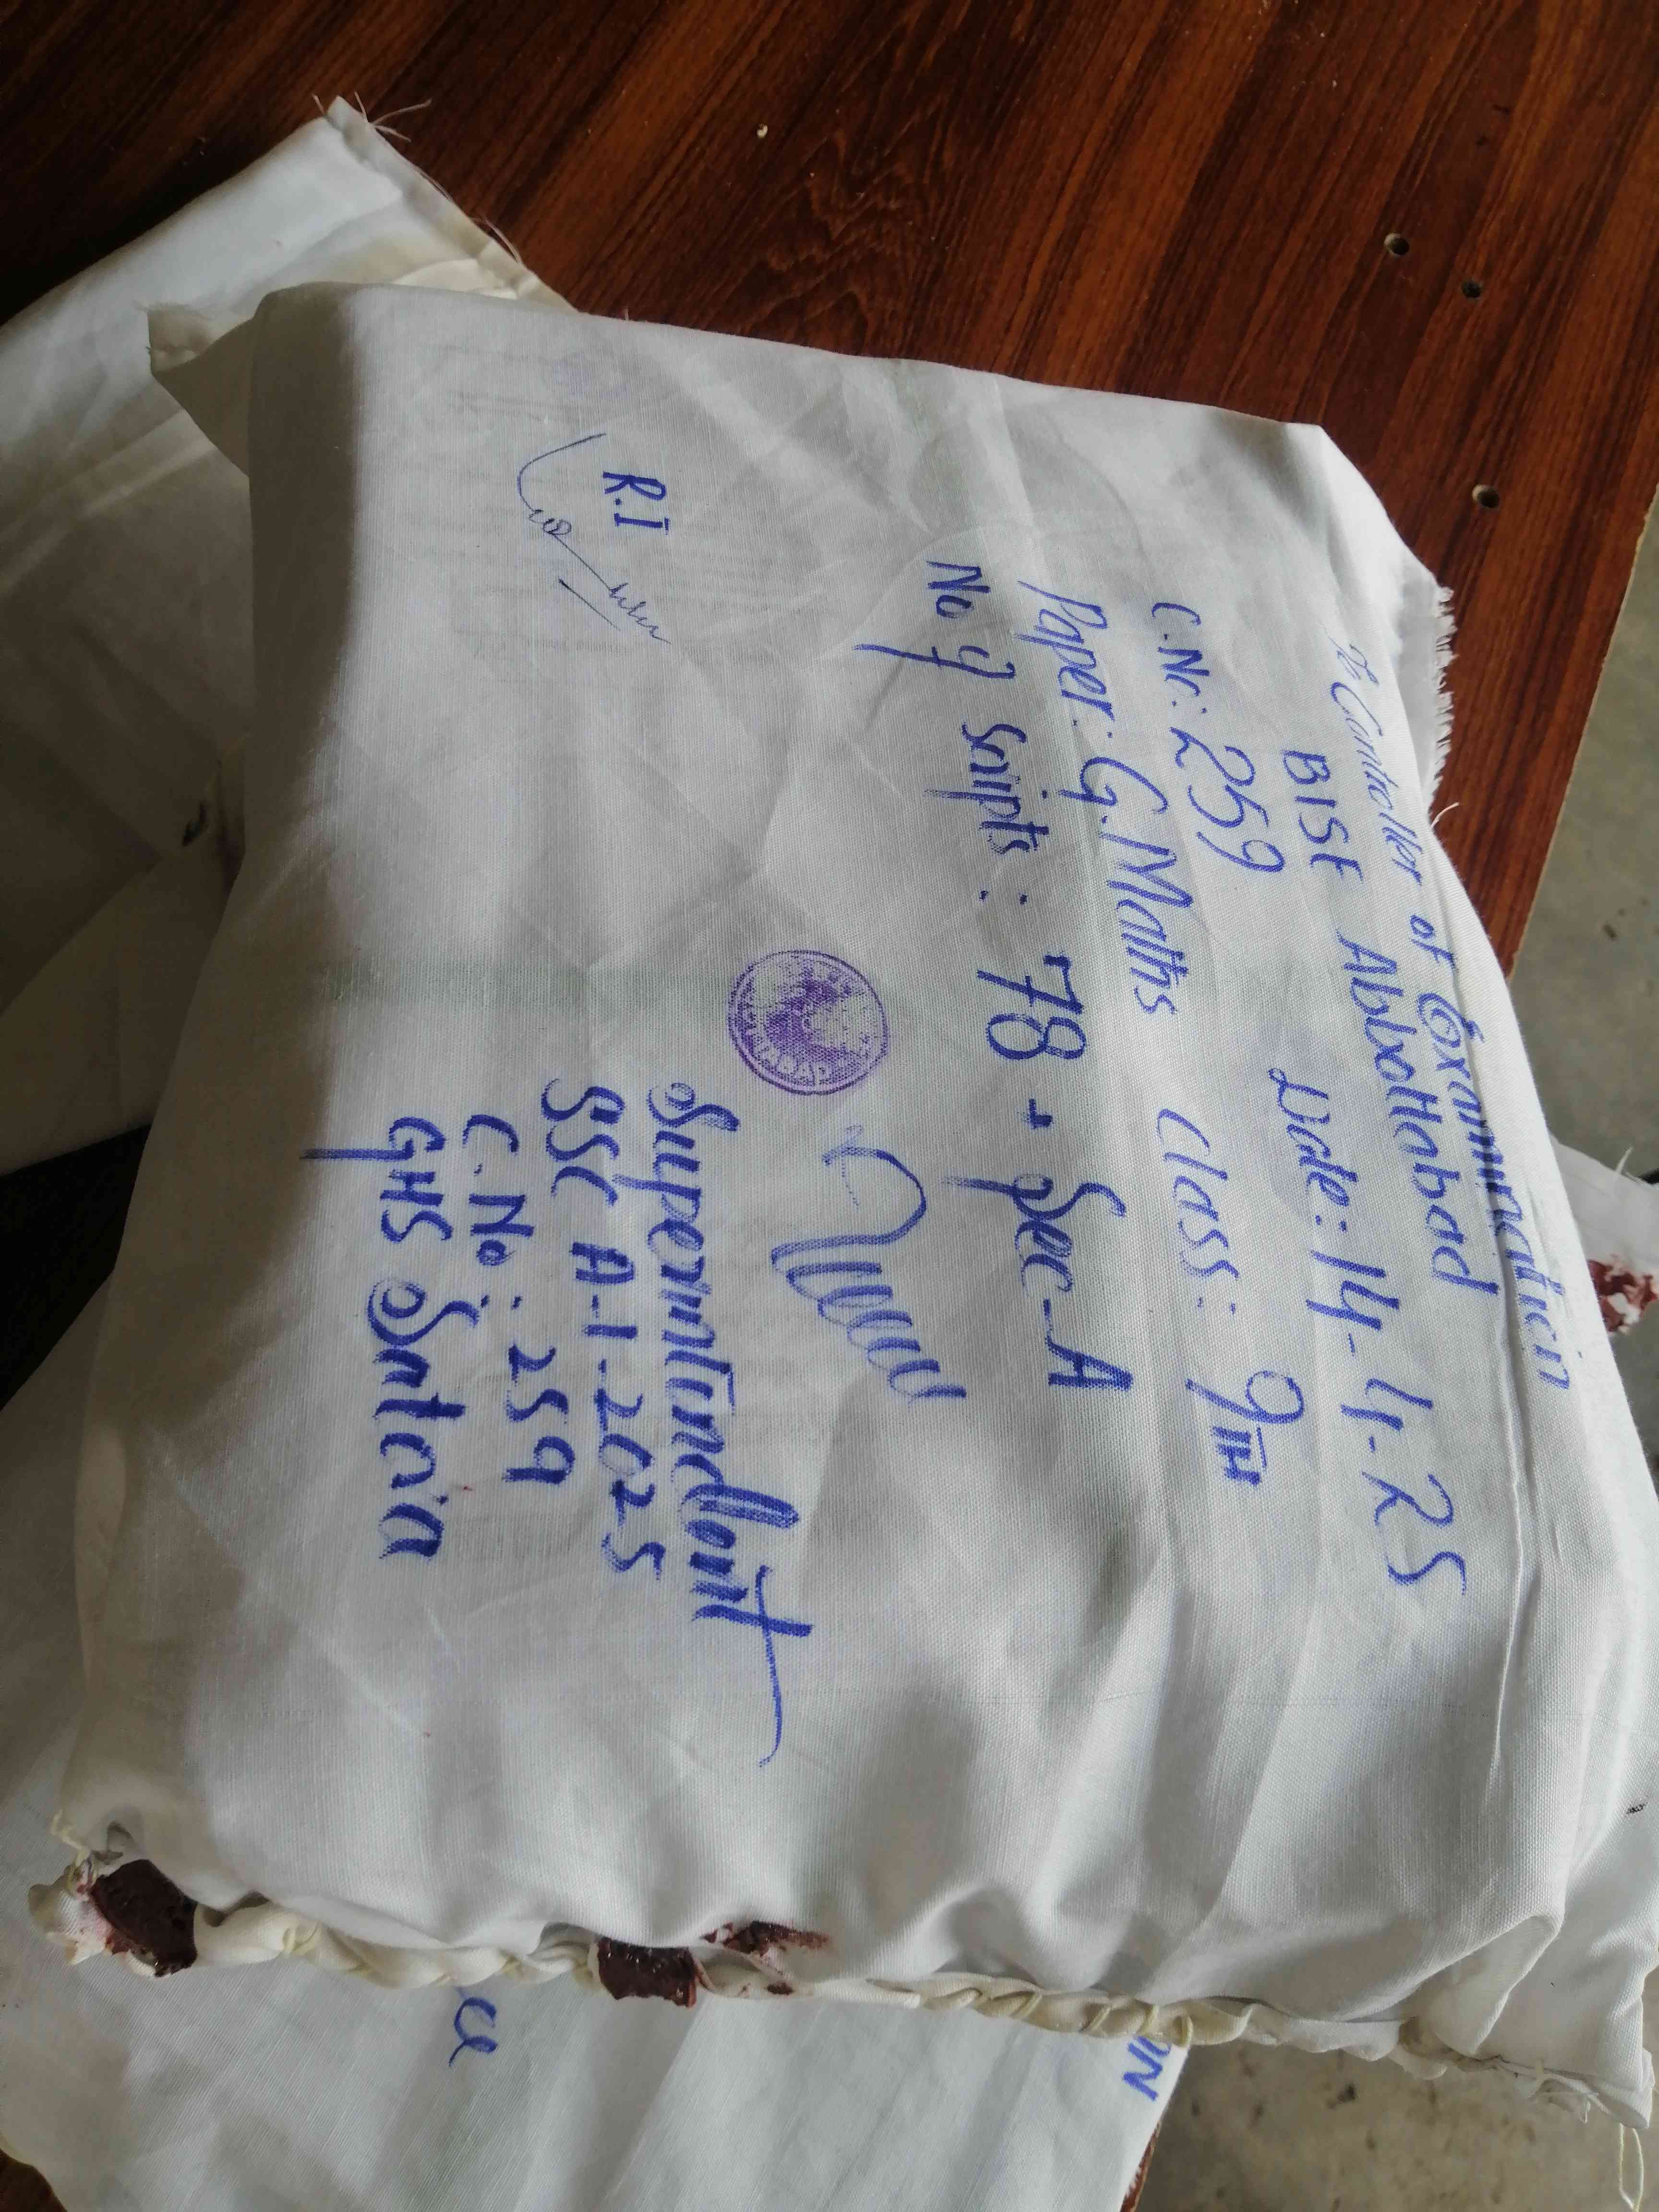 To Controller of Examination
BISE Abbottabad
C.No: 259 Date: 14-4-25
Paper: G.Maths Class: 9TH
No of Scripts: 78 + Sec-A
R.I
Superintendent
SSC A-I-2025
C.No: 259
GHS